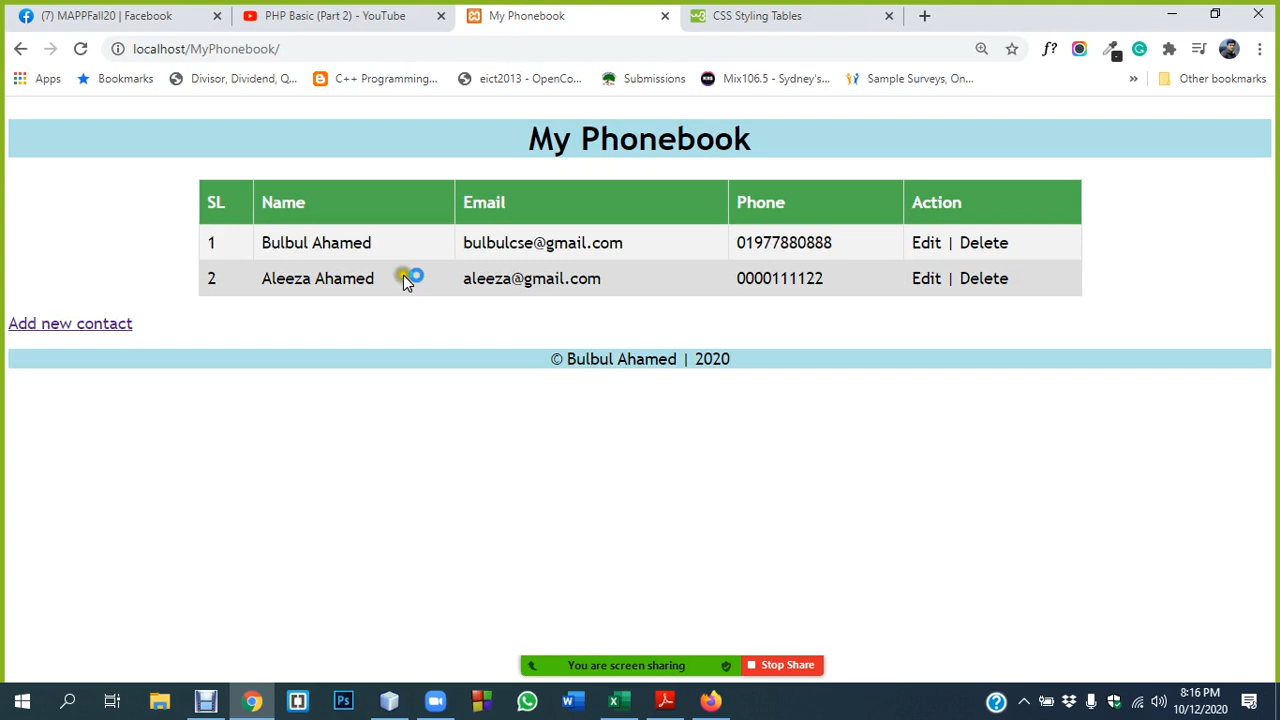 (7) MAPPFall20 | Facebook
PHP Basic (Part 2) - YouTube
My Phonebook
CSS Styling Tables
localhost/MyPhonebook/
f?
Apps
Bookmarks
Divisor, Dividend, Q...
C++ Programming...
eict2013 - OpenCo...
Submissions
Mix106.5 - Sydney's...
Sample Surveys, On...
»
Other bookmarks
My Phonebook
SL Name Email Phone Action
1 Bulbul Ahamed bulbulcse@gmail.com 01977880888 Edit | Delete
2 Aleeza Ahamed aleeza@gmail.com 0000111122 Edit | Delete
Add new contact
© Bulbul Ahamed | 2020
You are screen sharing
Stop Share
8:16 PM
10/12/2020